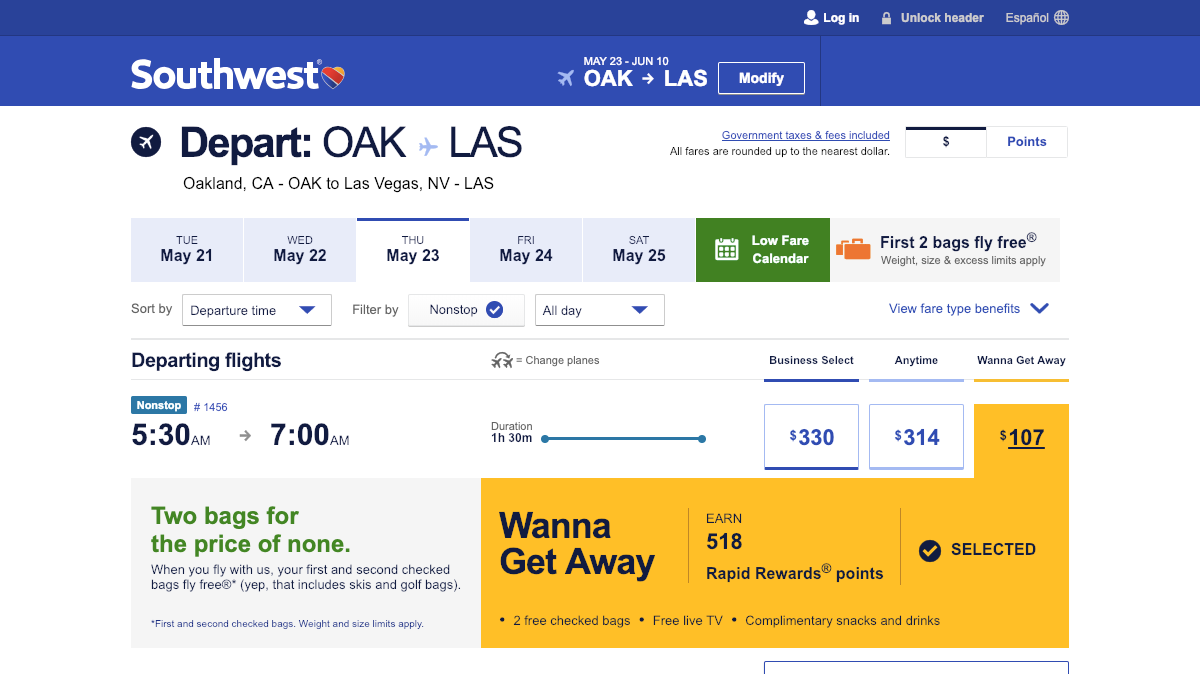 Log in
Unlock header
Español
Southwest®
MAY 23 - JUN 10
OAK → LAS
Modify
Depart: OAK LAS
Oakland, CA - OAK to Las Vegas, NV - LAS
Government taxes & fees included
All fares are rounded up to the nearest dollar.
$
Points
TUE
May 21
WED
May 22
THU
May 23
FRI
May 24
SAT
May 25
Low Fare
Calendar
First 2 bags fly free®
Weight, size & excess limits apply
Sort by
Departure time
Filter by
Nonstop
All day
View fare type benefits
Departing flights
= Change planes
Business Select
Anytime
Wanna Get Away
Nonstop
# 1456
5:30AM → 7:00AM
Duration
1h 30m
$330
$314
$107
Two bags for
the price of none.
When you fly with us, your first and second checked
bags fly free®* (yep, that includes skis and golf bags).
*First and second checked bags. Weight and size limits apply.
Wanna
Get Away
EARN
518
Rapid Rewards® points
SELECTED
• 2 free checked bags • Free live TV • Complimentary snacks and drinks